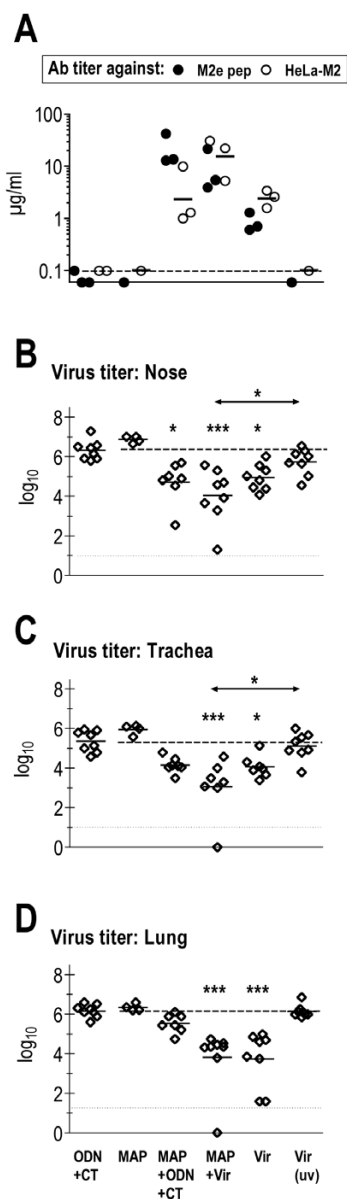 A
Ab titer against: ● M2e pep ○ HeLa-M2
100
10
1
0.1
µg/ml
B
Virus titer: Nose
*
* *** *
8
6
4
2
0
log10
C
Virus titer: Trachea
*
*** *
8
6
4
2
0
log10
D
Virus titer: Lung
*** ***
8
6
4
2
0
log10
ODN MAP MAP MAP Vir Vir
+CT +ODN +Vir (uv)
+CT